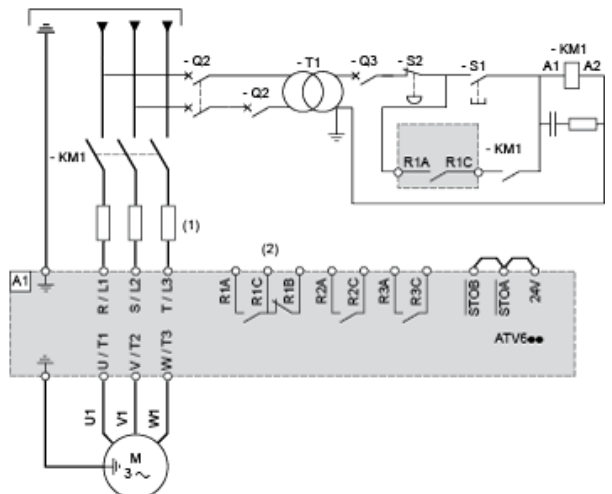 - Q2
- T1
- Q3
- S2
- S1
- KM1
A1
A2
- Q2
- KM1
R1A
R1C
- KM1
(1)
(2)
A1
R / L1
S / L2
T / L3
R1A
R1C
R1B
R2A
R2C
R3A
R3C
STOB
STOA
24V
U / T1
V / T2
W / T3
ATV6●●
U1
V1
W1
M
3 ~